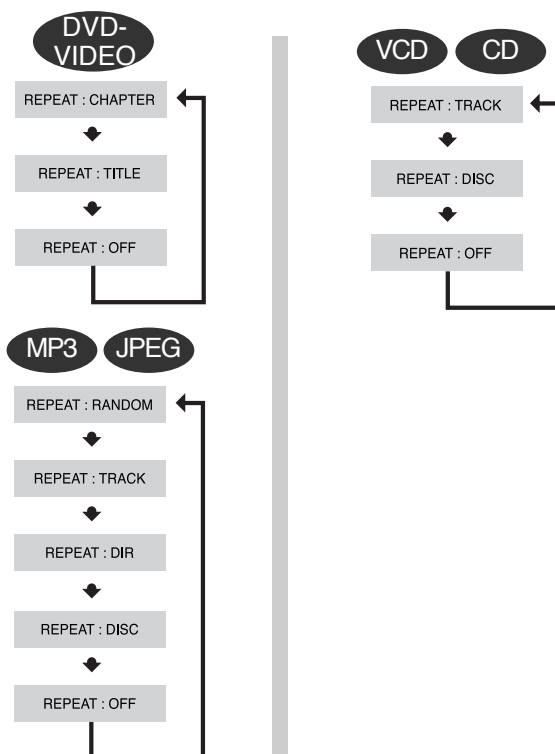 DVD-
VIDEO
REPEAT : CHAPTER
REPEAT : TITLE
REPEAT : OFF
MP3 JPEG
REPEAT : RANDOM
REPEAT : TRACK
REPEAT : DIR
REPEAT : DISC
REPEAT : OFF
VCD CD
REPEAT : TRACK
REPEAT : DISC
REPEAT : OFF